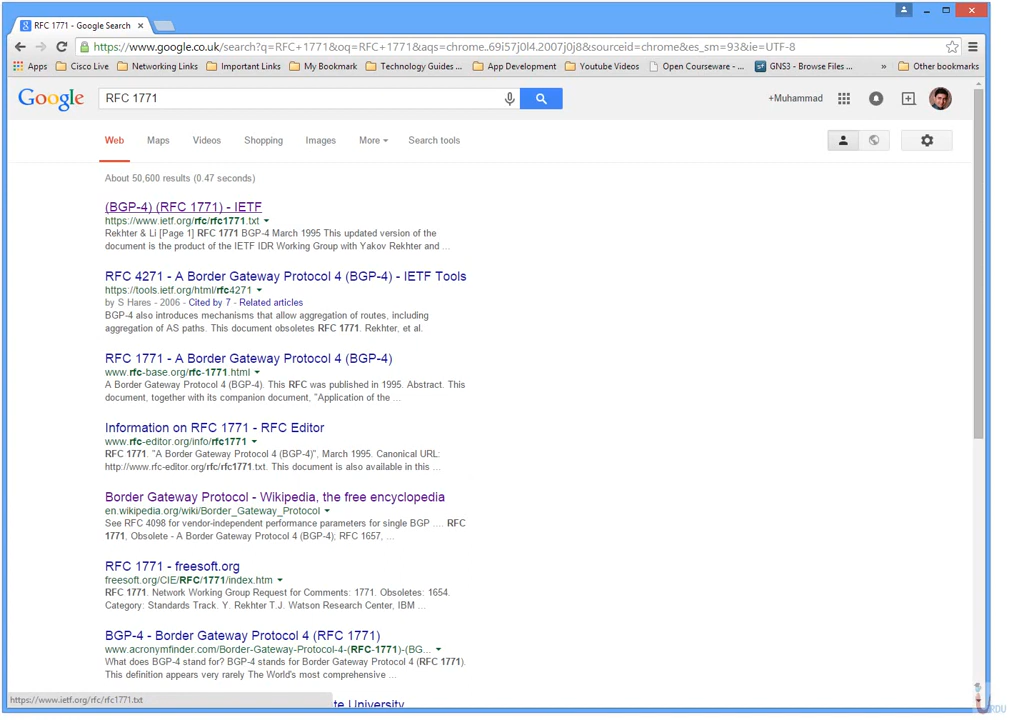 RFC 1771 - Google Search
https://www.google.co.uk/search?q=RFC+1771&oq=RFC+1771&aqs=chrome..69i57j0l4.2007j0j8&sourceid=chrome&es_sm=93&ie=UTF-8
Apps Cisco Live Networking Links Important Links My Bookmark Technology Guides ... App Development Youtube Videos Open Courseware - ... GNS3 - Browse Files ... » Other bookmarks
Google RFC 1771 +Muhammad
Web Maps Videos Shopping Images More Search tools
About 50,600 results (0.47 seconds)
(BGP-4) (RFC 1771) - IETF
https://www.ietf.org/rfc/rfc1771.txt
Rekhter & Li [Page 1] RFC 1771 BGP-4 March 1995 This updated version of the
document is the product of the IETF IDR Working Group with Yakov Rekhter and ...
RFC 4271 - A Border Gateway Protocol 4 (BGP-4) - IETF Tools
https://tools.ietf.org/html/rfc4271
by S Hares - 2006 - Cited by 7 - Related articles
BGP-4 also introduces mechanisms that allow aggregation of routes, including
aggregation of AS paths. This document obsoletes RFC 1771. Rekhter, et al.
RFC 1771 - A Border Gateway Protocol 4 (BGP-4)
www.rfc-base.org/rfc-1771.html
A Border Gateway Protocol 4 (BGP-4). This RFC was published in 1995. Abstract. This
document, together with its companion document, "Application of the ...
Information on RFC 1771 - RFC Editor
www.rfc-editor.org/info/rfc1771
RFC 1771. "A Border Gateway Protocol 4 (BGP-4)", March 1995. Canonical URL:
http://www.rfc-editor.org/rfc/rfc1771.txt. This document is also available in this ...
Border Gateway Protocol - Wikipedia, the free encyclopedia
en.wikipedia.org/wiki/Border_Gateway_Protocol
See RFC 4098 for vendor-independent performance parameters for single BGP .... RFC
1771, Obsolete - A Border Gateway Protocol 4 (BGP-4); RFC 1657, ...
RFC 1771 - freesoft.org
freesoft.org/CIE/RFC/1771/index.htm
RFC 1771. Network Working Group Request for Comments: 1771. Obsoletes: 1654.
Category: Standards Track. Y. Rekhter T.J. Watson Research Center, IBM ...
BGP-4 - Border Gateway Protocol 4 (RFC 1771)
www.acronymfinder.com/Border-Gateway-Protocol-4-(RFC-1771)-(BG...
What does BGP-4 stand for? BGP-4 stands for Border Gateway Protocol 4 (RFC 1771).
This definition appears very rarely The World's most comprehensive ...
https://www.ietf.org/rfc/rfc1771.txt
te University
URDU